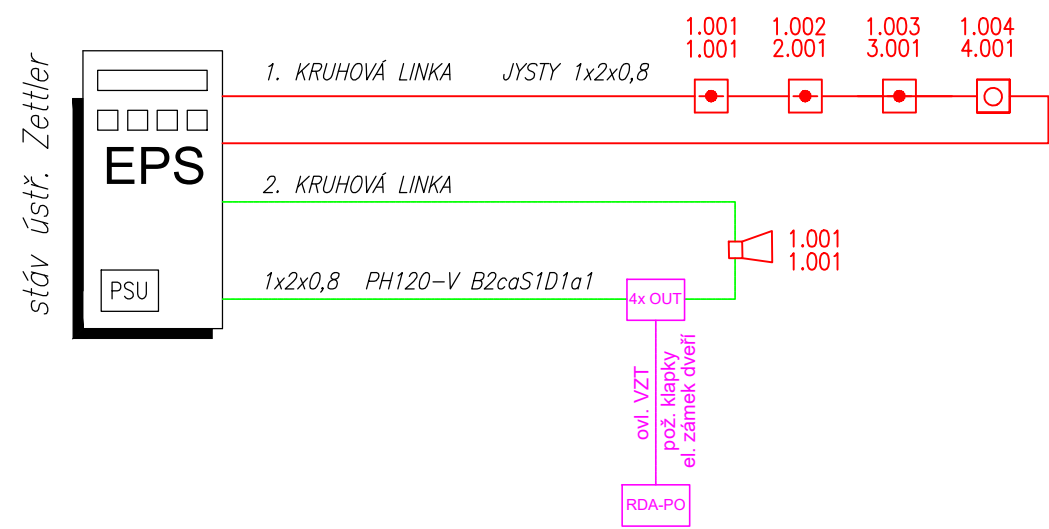 stáv ústř. Zettler
EPS
PSU
1. KRUHOVÁ LINKA JYSTY 1x2x0,8
1.001
1.001
1.002
2.001
1.003
3.001
1.004
4.001
2. KRUHOVÁ LINKA
1.001
1.001
1x2x0,8 PH120-V B2caS1D1a1
4x OUT
ovl. VZT
pož. klapky
el. zámek dveří
RDA-PO